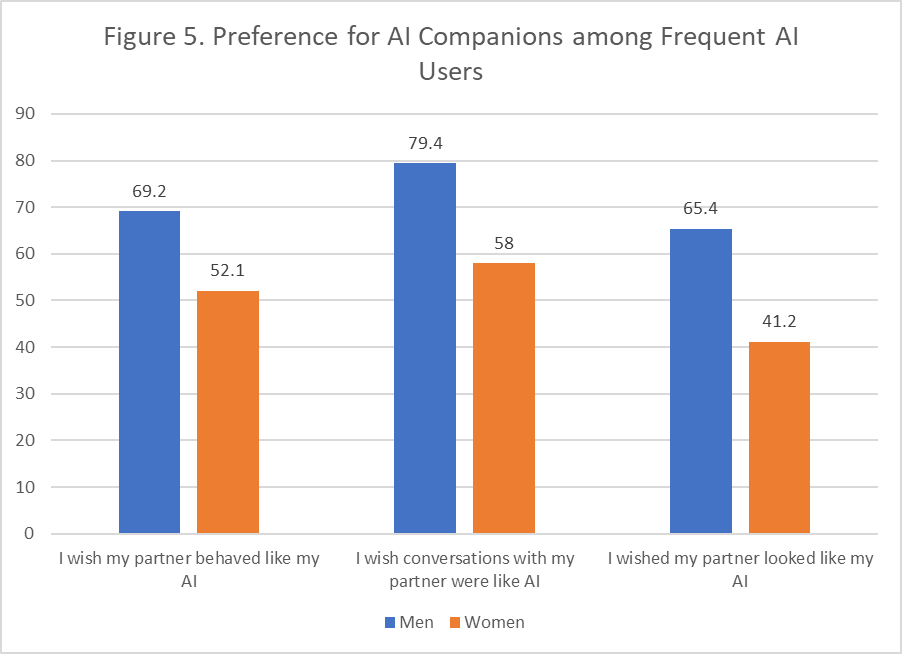 Figure 5. Preference for AI Companions among Frequent AI
Users
90
80
70
60
50
40
30
20
10
0
69.2
52.1
79.4
58
65.4
41.2
I wish my partner behaved like my
AI
I wish conversations with my
partner were like AI
I wished my partner looked like my
AI
Men
Women